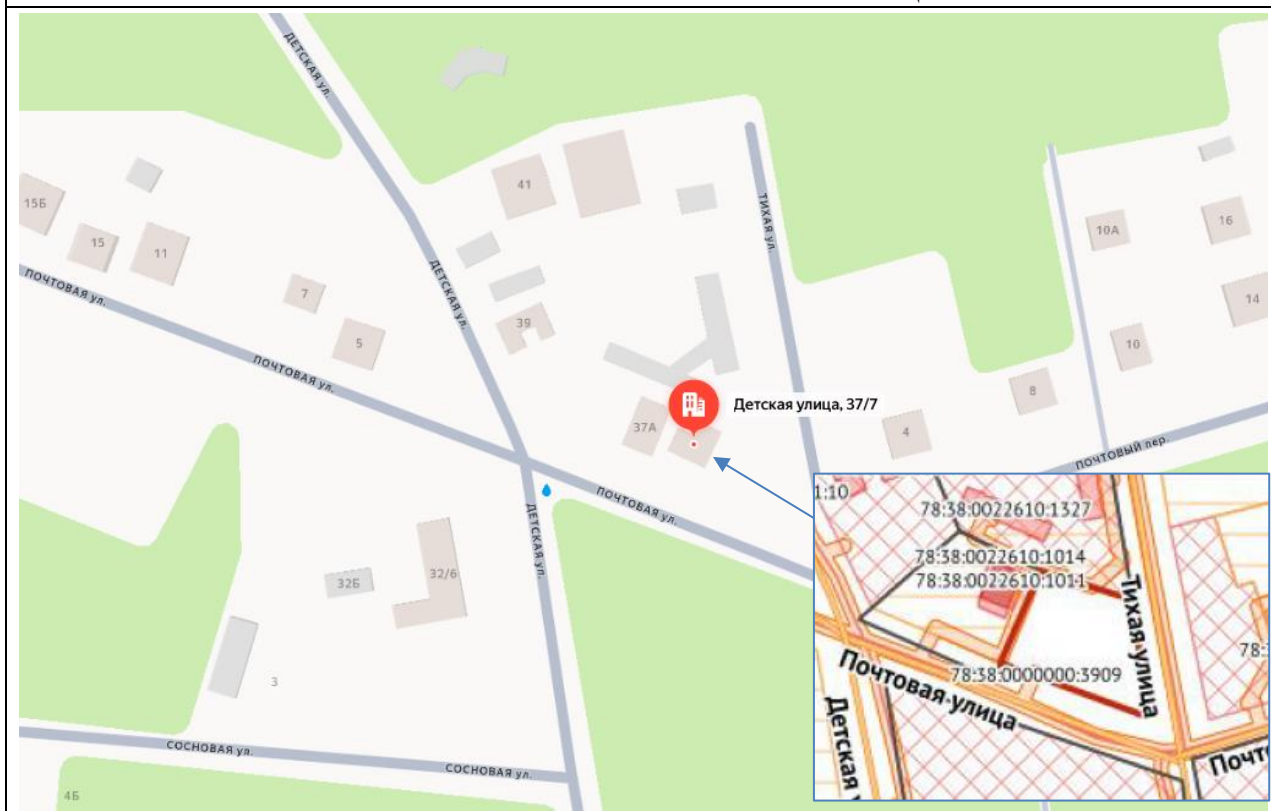 ДЕТСКАЯ УЛ.
41
ТИХАЯ УЛ.
15Б
15
11
10А
16
ПОЧТОВАЯ УЛ.
ДЕТСКАЯ УЛ.
7
14
39
5
10
ПОЧТОВАЯ УЛ.
8
Детская улица, 37/7
37А
4
ПОЧТОВЫЙ ПЕР.
ПОЧТОВАЯ УЛ.
ДЕТСКАЯ УЛ.
32Б
32/6
3
СОСНОВАЯ УЛ.
СОСНОВАЯ УЛ.
4Б
1:10
78:38:0022610:1327
78:38:0022610:1014
78:38:0022610:1011
Тихая улица
78:38:0000000:3909
Почтовая улица
78:
Детская
Почт